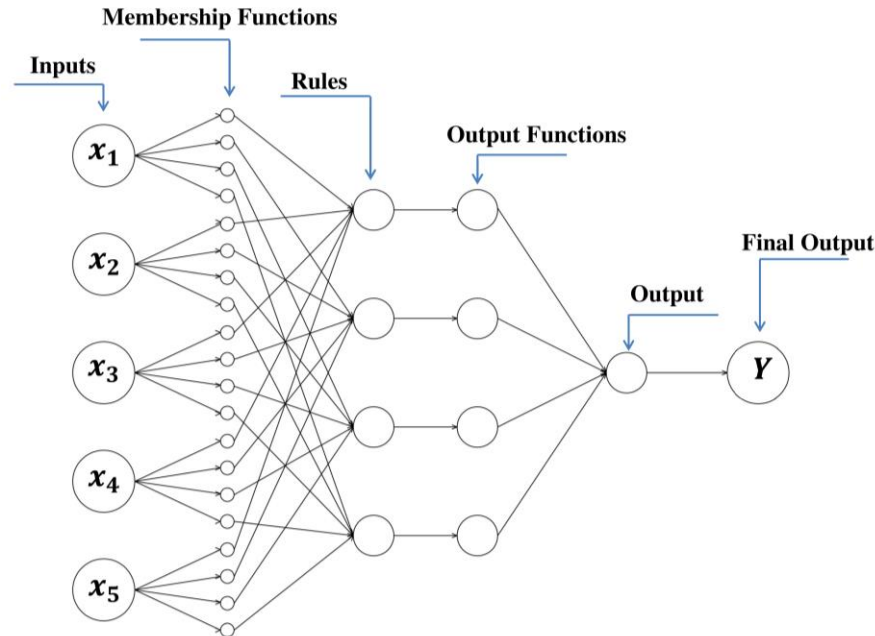 Membership Functions
Inputs
Rules
Output Functions
Final Output
Output
x₁
x₂
x₃
x₄
x₅
Y